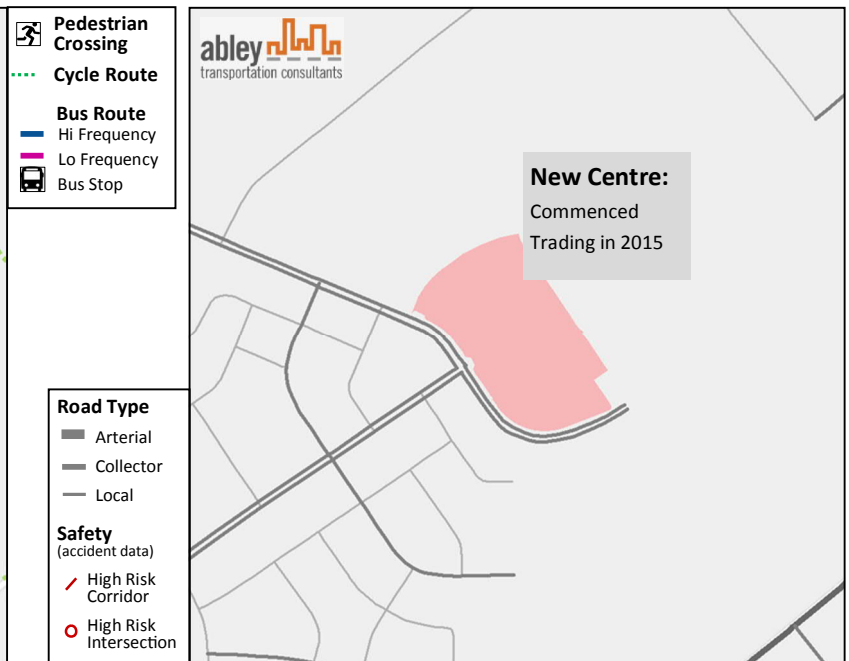 Pedestrian
Crossing
Cycle Route
Bus Route
Hi Frequency
Lo Frequency
Bus Stop
abley
transportation consultants
New Centre:
Commenced
Trading in 2015
Road Type
Arterial
Collector
Local
Safety
(accident data)
High Risk
Corridor
High Risk
Intersection